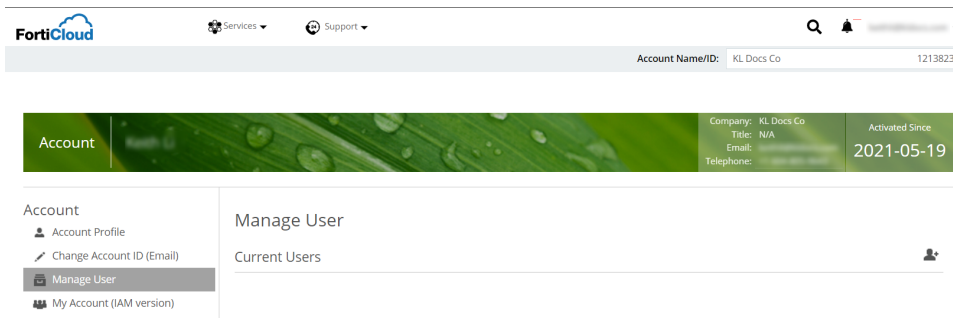 FortiCloud Services Support
Account Name/ID: KL Docs Co 1213823
Account
Company: KL Docs Co
Title: N/A
Email:
Telephone:
Activated Since
2021-05-19
Account
Account Profile
Change Account ID (Email)
Manage User
My Account (IAM version)
Manage User
Current Users